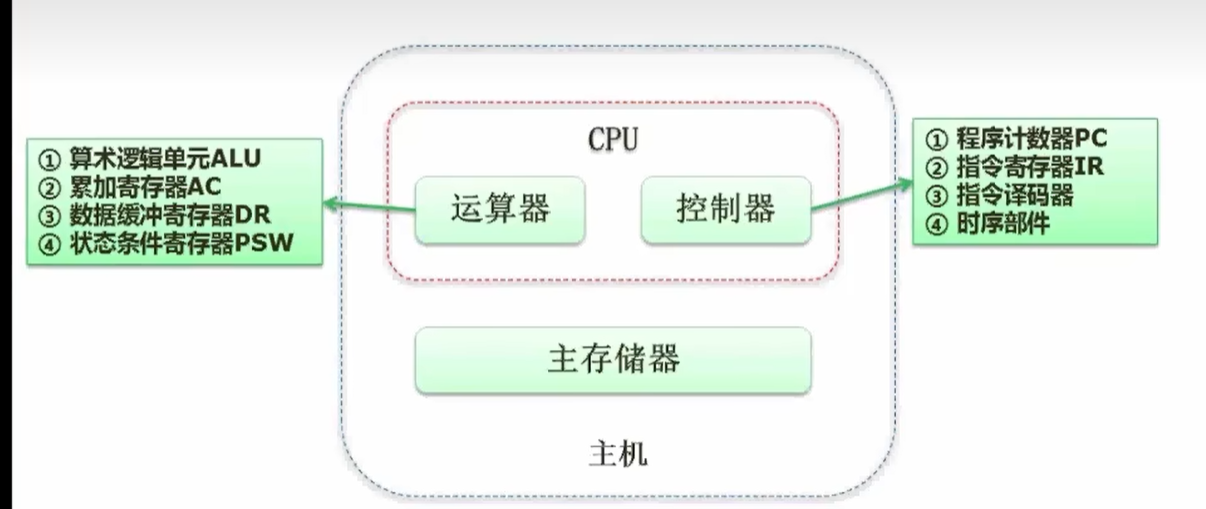 CPU
① 算术逻辑单元ALU
② 累加寄存器AC
③ 数据缓冲寄存器DR
④ 状态条件寄存器PSW
运算器
控制器
① 程序计数器PC
② 指令寄存器IR
③ 指令译码器
④ 时序部件
主存储器
主机